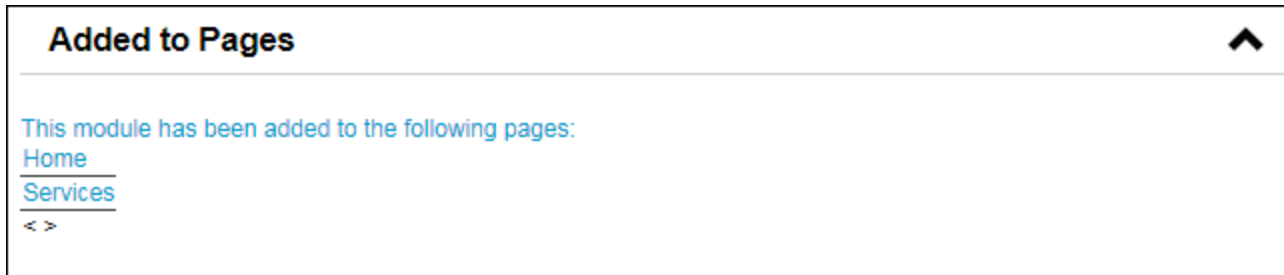 Added to Pages
This module has been added to the following pages:
Home
Services
< >